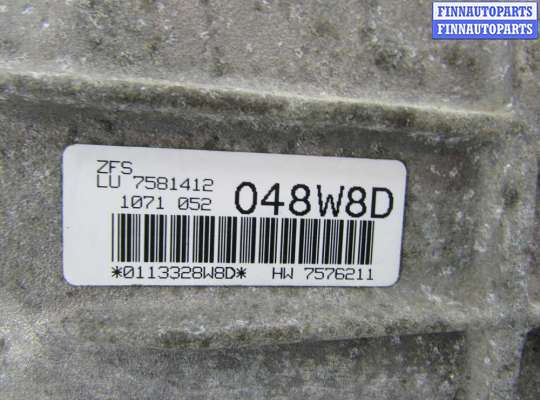 FINNAUTOPARTS
FINNAUTOPARTS
ZFS
LU 7581412
1071 052 048W8D
*0113328W8D* HW 7576211